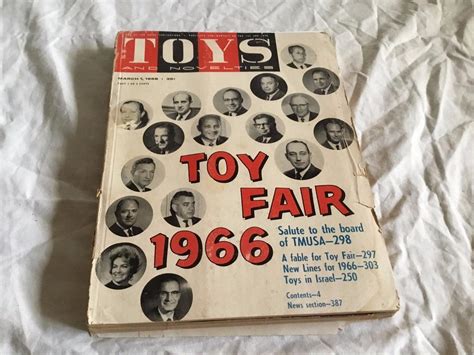 TOYS
AND NOVELTIES
MARCH 1, 1966
TOY
FAIR
1966
Salute to the board
of TMUSA—298
A fable for Toy Fair—297
New Lines for 1966—303
Toys in Israel—250
Contents—4
News section—387